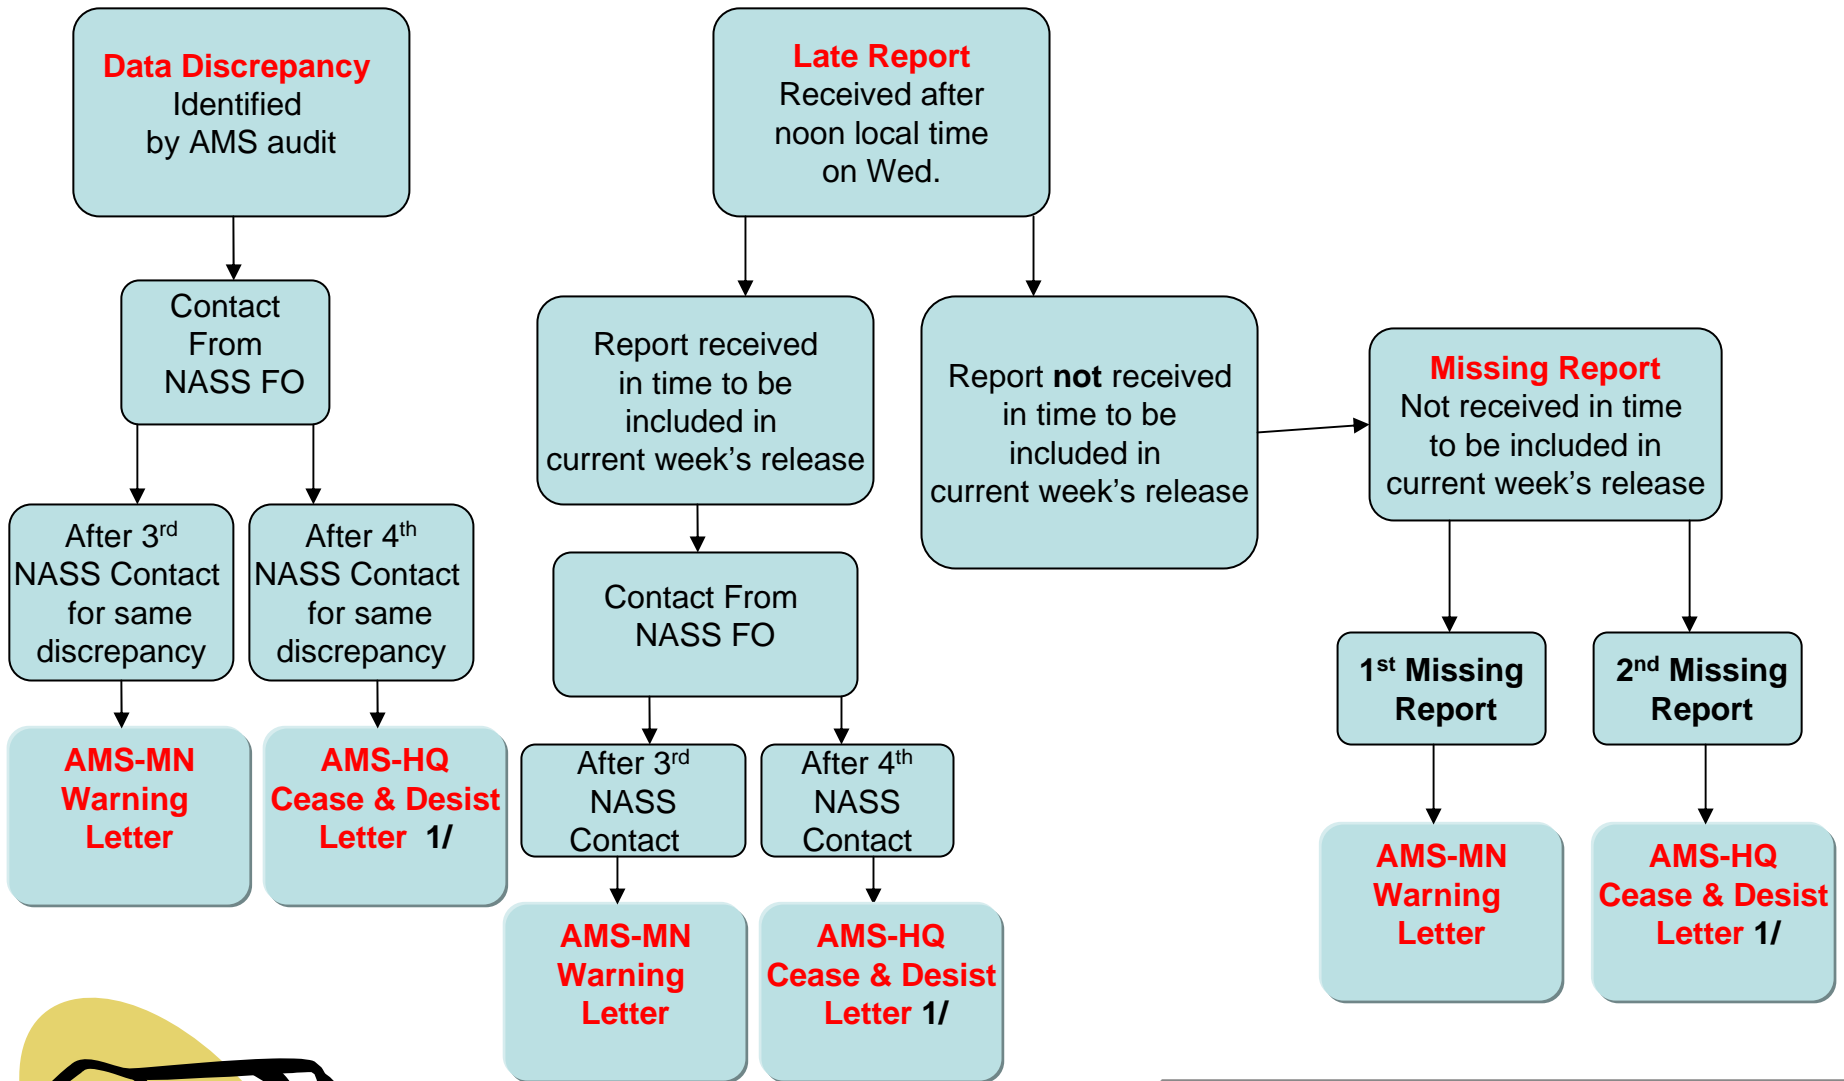 Data Discrepancy
Identified
by AMS audit
Late Report
Received after
noon local time
on Wed.
Contact
From
NASS FO
Report received
in time to be
included in
current week's release
Report not received
in time to be
included in
current week's release
Missing Report
Not received in time
to be included in
current week's release
After 3rd
NASS Contact
for same
discrepancy
After 4th
NASS Contact
for same
discrepancy
Contact From
NASS FO
1st Missing
Report
2nd Missing
Report
AMS-MN
Warning
Letter
AMS-HQ
Cease & Desist
Letter 1/
After 3rd
NASS
Contact
After 4th
NASS
Contact
AMS-MN
Warning
Letter
AMS-HQ
Cease & Desist
Letter 1/
AMS-MN
Warning
Letter
AMS-HQ
Cease & Desist
Letter 1/